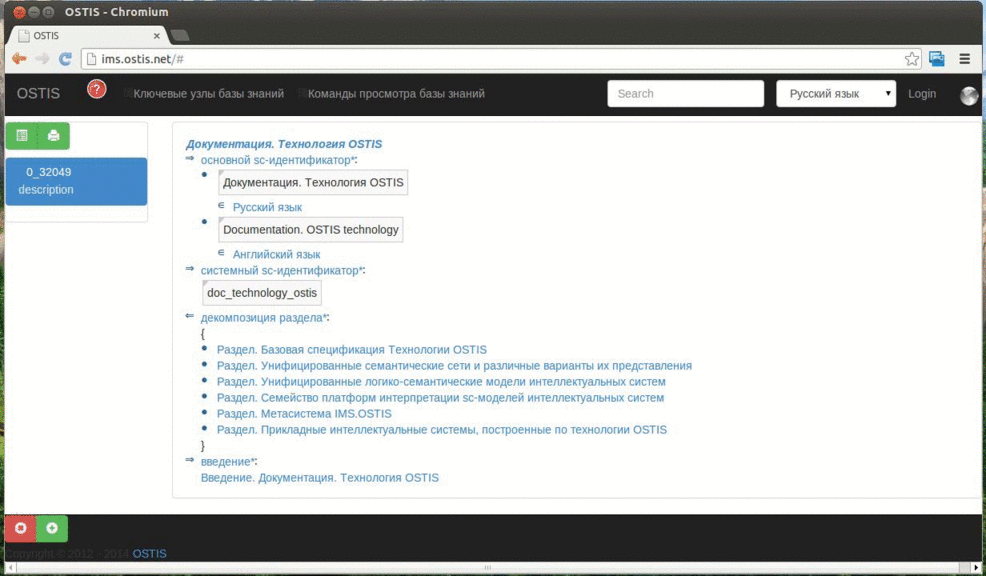 OSTIS - Chromium
OSTIS
ims.ostis.net/#
OSTIS ? Ключевые узлы базы знаний Команды просмотра базы знаний Search Русский язык Login
0_32049
description
Документация. Технология OSTIS
⇒ основной sc-идентификатор*:
• Документация. Технология OSTIS
∈ Русский язык
• Documentation. OSTIS technology
∈ Английский язык
⇒ системный sc-идентификатор*:
doc_technology_ostis
⇐ декомпозиция раздела*:
{
• Раздел. Базовая спецификация Технологии OSTIS
• Раздел. Унифицированные семантические сети и различные варианты их представления
• Раздел. Унифицированные логико-семантические модели интеллектуальных систем
• Раздел. Семейство платформ интерпретации sc-моделей интеллектуальных систем
• Раздел. Метасистема IMS.OSTIS
• Раздел. Прикладные интеллектуальные системы, построенные по технологии OSTIS
}
⇒ введение*:
Введение. Документация. Технология OSTIS
Copyright © 2012 - 2014 OSTIS